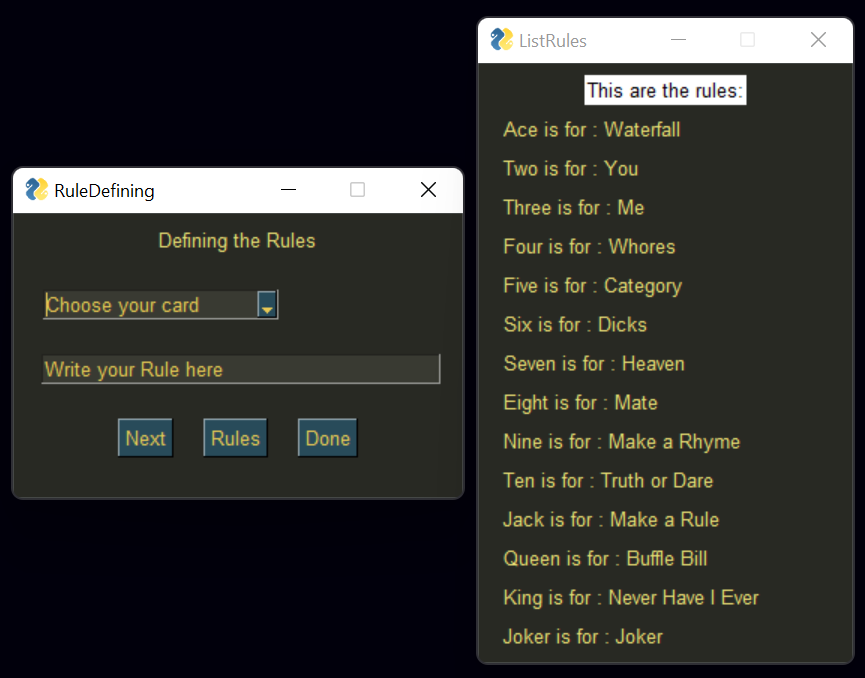 RuleDefining
Defining the Rules
Choose your card
Write your Rule here
Next Rules Done
ListRules
This are the rules:
Ace is for : Waterfall
Two is for : You
Three is for : Me
Four is for : Whores
Five is for : Category
Six is for : Dicks
Seven is for : Heaven
Eight is for : Mate
Nine is for : Make a Rhyme
Ten is for : Truth or Dare
Jack is for : Make a Rule
Queen is for : Buffle Bill
King is for : Never Have I Ever
Joker is for : Joker